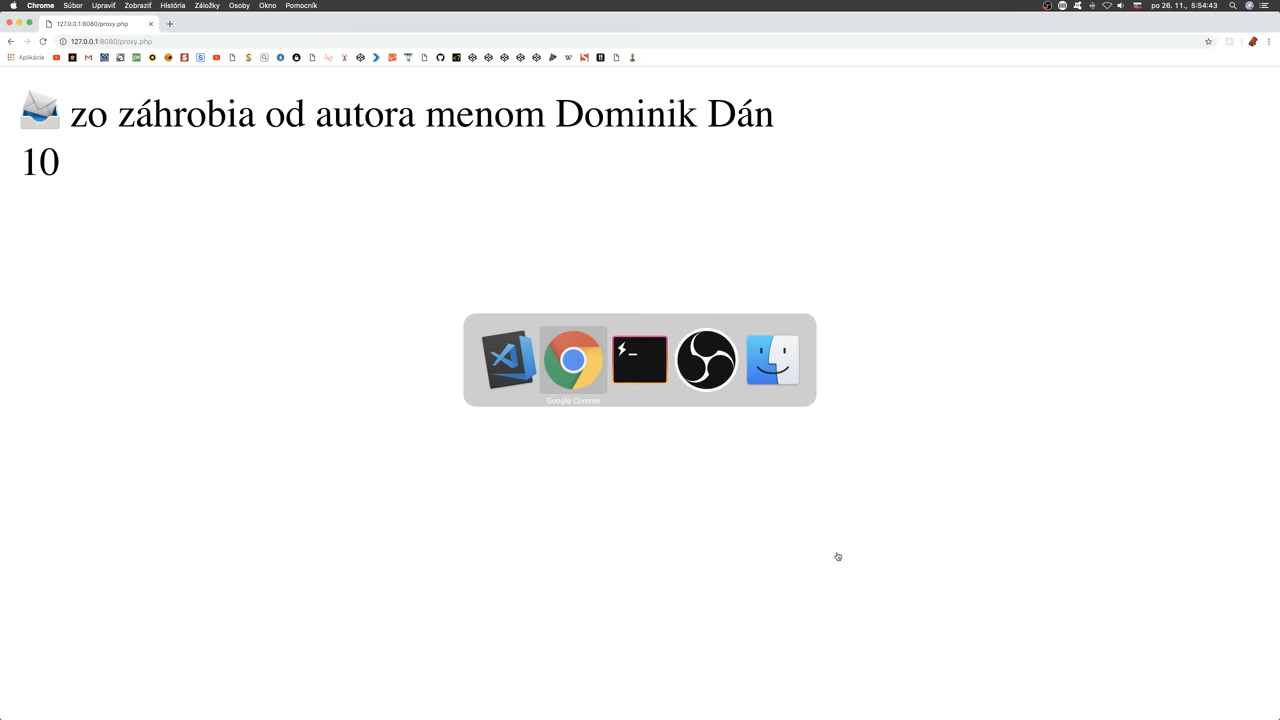 Chrome Súbor Upraviť Zobraziť História Záložky Osoby Okno Pomocník
po 26. 11., 5:54:43
127.0.0.1:8080/proxy.php
127.0.0.1:8080/proxy.php
Aplikácie
zo záhrobia od autora menom Dominik Dán
10
Google Chrome